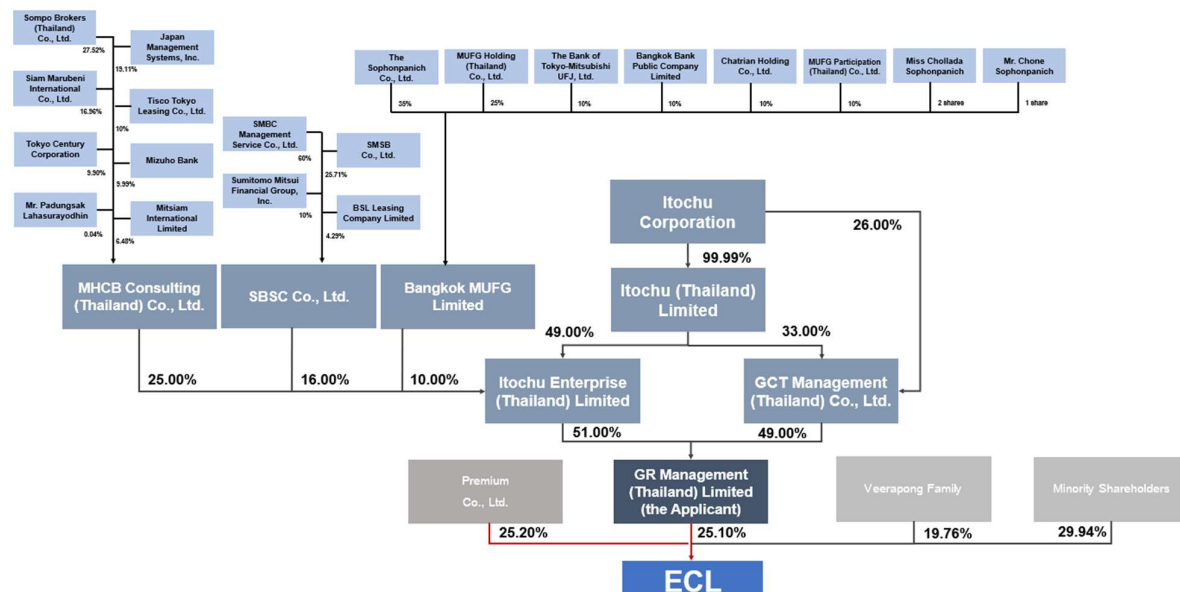 Sompo Brokers
(Thailand)
Co., Ltd.
27.52%
Japan
Management
Systems, Inc.
19.11%
Siam Marubeni
International
Co., Ltd.
16.96%
Tisco Tokyo
Leasing Co., Ltd.
10%
Tokyo Century
Corporation
9.90%
Mizuho Bank
9.99%
Mr. Padungsak
Lahasurayodhin
0.04%
Mitsiam
International
Limited
6.48%
SMBC
Management
Service Co., Ltd.
60%
SMSB
Co., Ltd.
25.71%
Sumitomo Mitsui
Financial Group,
Inc.
10%
BSL Leasing
Company Limited
4.29%
The
Sophonpanich
Co., Ltd.
35%
MUFG Holding
(Thailand)
Co., Ltd.
25%
The Bank of
Tokyo-Mitsubishi
UFJ, Ltd.
10%
Bangkok Bank
Public Company
Limited
10%
Chatrian Holding
Co., Ltd.
10%
MUFG Participation
(Thailand) Co., Ltd.
10%
Miss Chollada
Sophonpanich
2 shares
Mr. Chone
Sophonpanich
1 share
Itochu
Corporation
26.00%
99.99%
MHCB Consulting
(Thailand) Co., Ltd.
SBSC Co., Ltd.
Bangkok MUFG
Limited
Itochu (Thailand)
Limited
49.00%
33.00%
25.00%
16.00%
10.00%
Itochu Enterprise
(Thailand) Limited
GCT Management
(Thailand) Co., Ltd.
51.00%
49.00%
Premium
Co., Ltd.
GR Management
(Thailand) Limited
(the Applicant)
Veerapong Family
Minority Shareholders
25.20%
25.10%
19.76%
29.94%
ECL